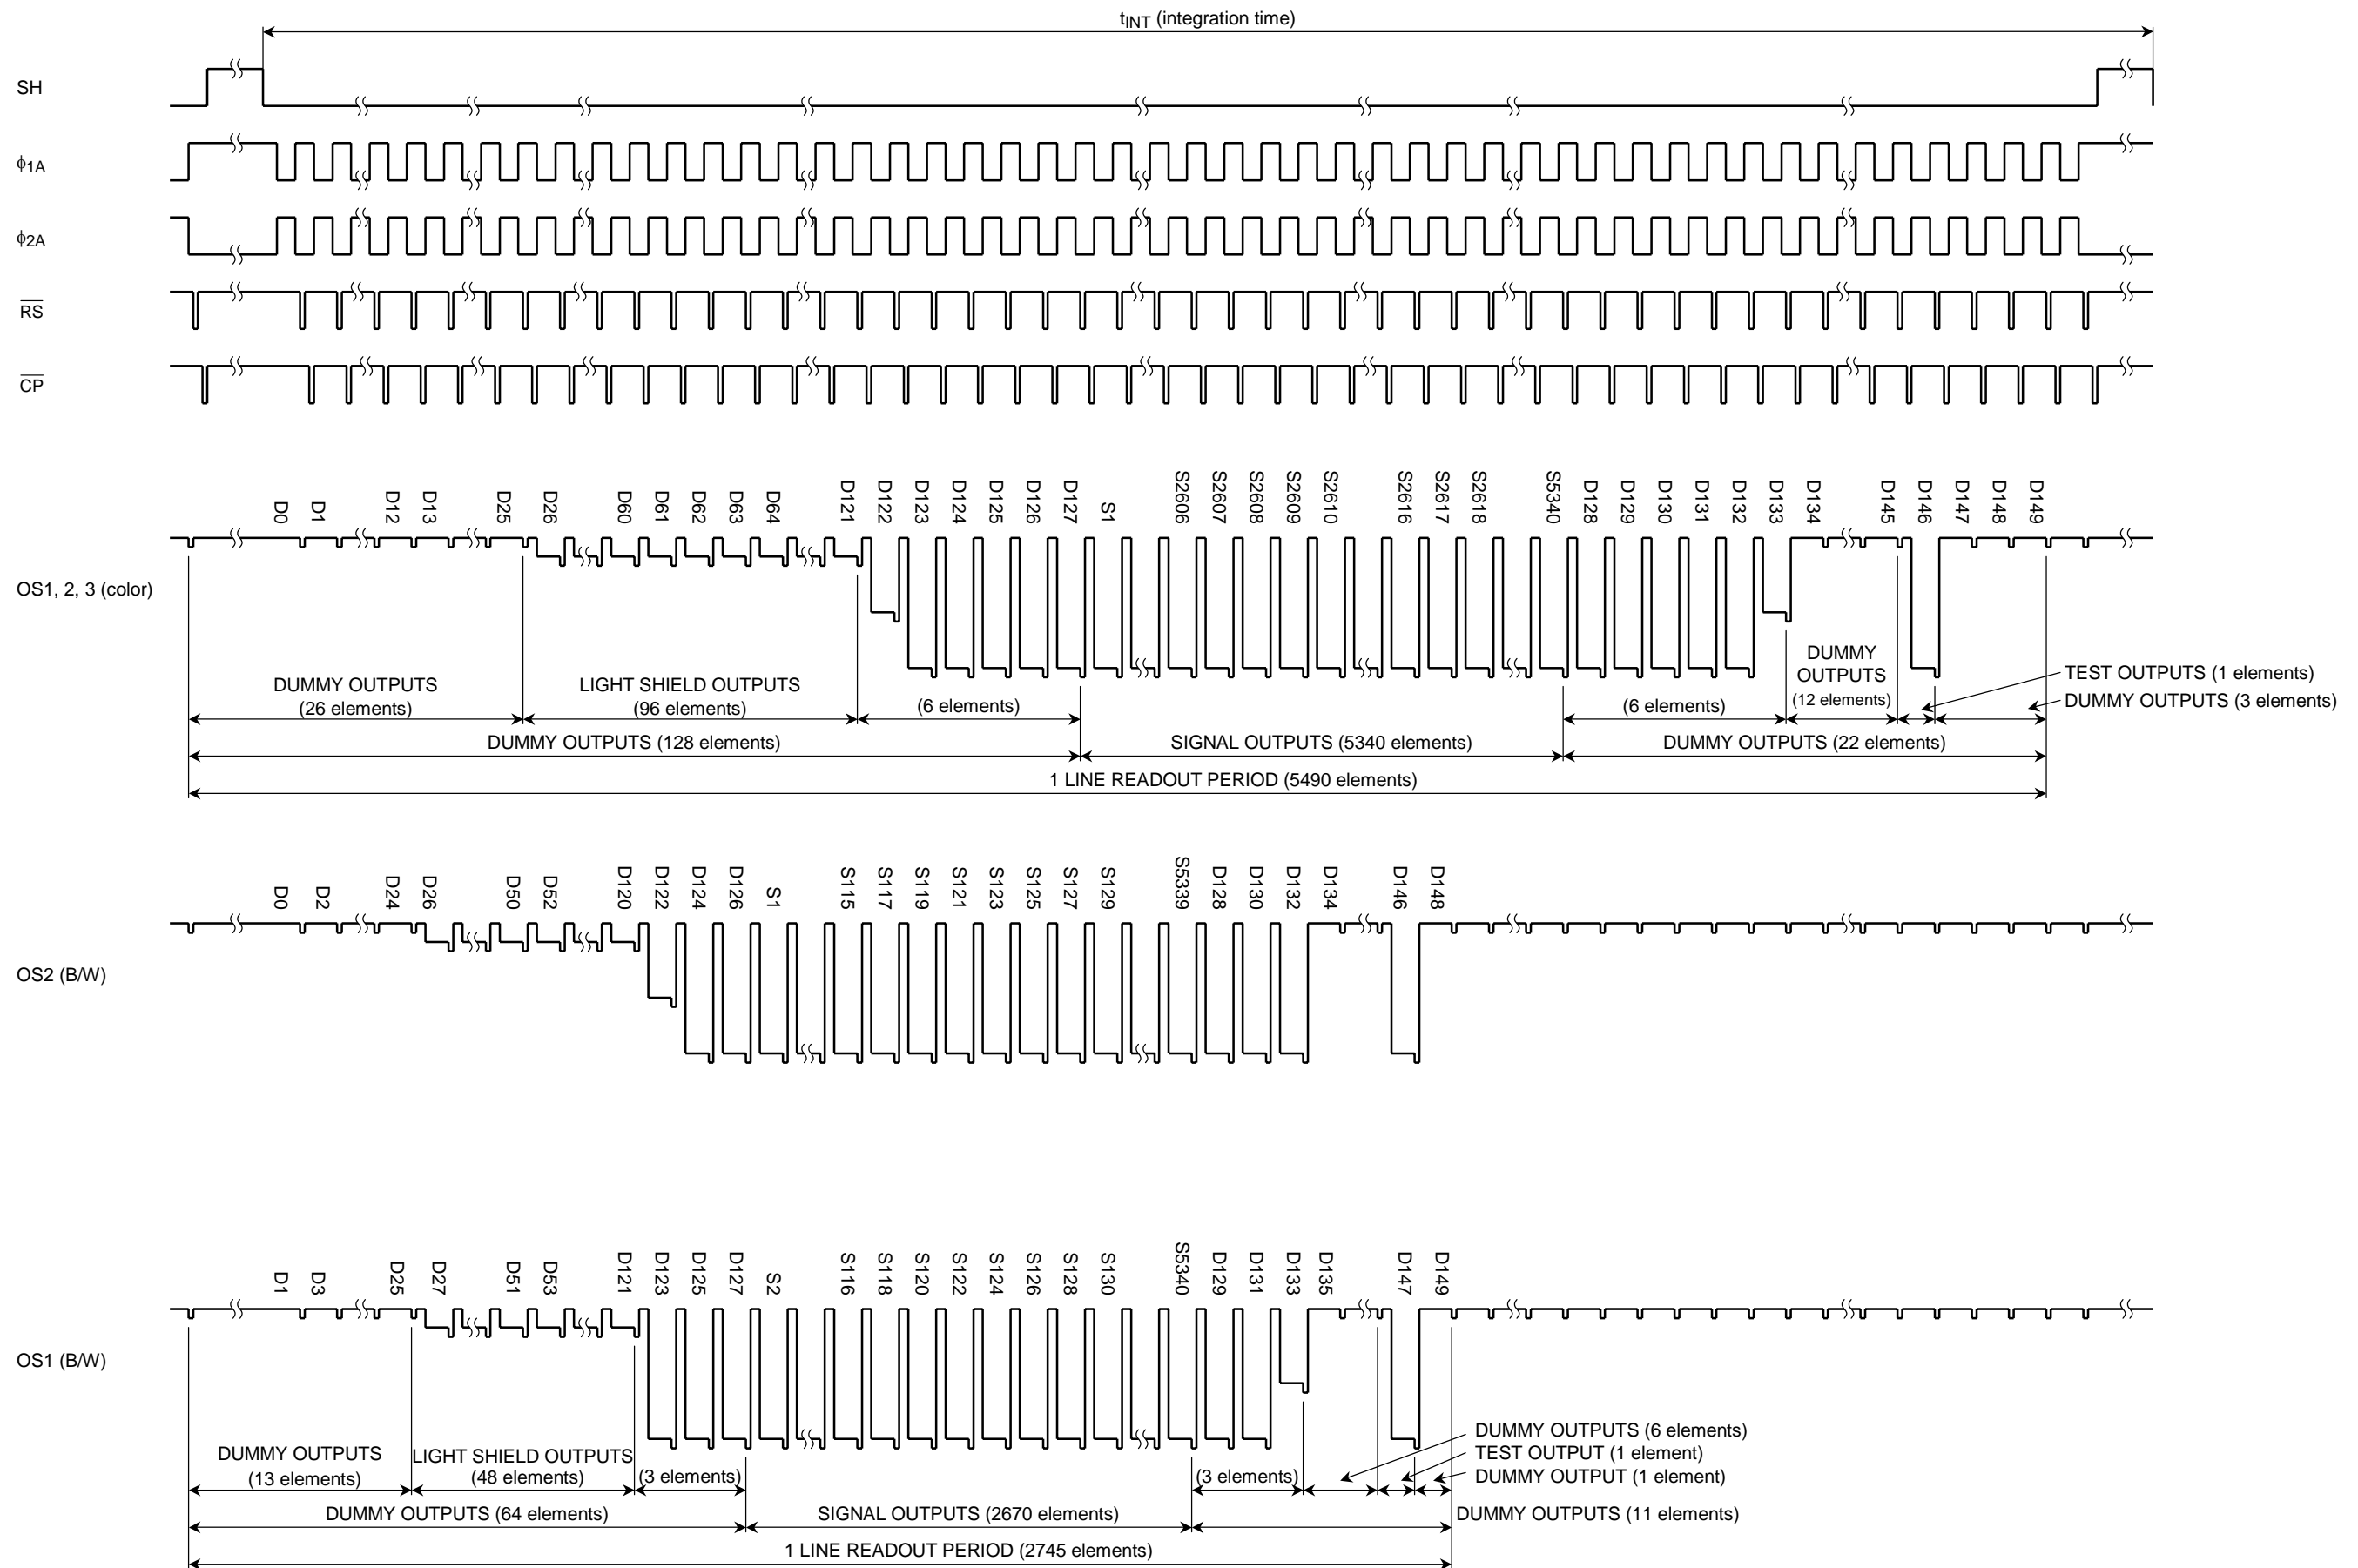 tINT (integration time)
SH
ϕ1A
ϕ2A
RS
CP
D0 D1 D12 D13 D25 D26 D60 D61 D62 D63 D64 D121 D122 D123 D124 D125 D126 D127 S1 S2606 S2607 S2608 S2609 S2610 S2616 S2617 S2618 S5340 D128 D129 D130 D131 D132 D133 D134 D145 D146 D147 D148 D149
OS1, 2, 3 (color)
DUMMY OUTPUTS
(26 elements)
LIGHT SHIELD OUTPUTS
(96 elements)
(6 elements)
(6 elements)
DUMMY
OUTPUTS
(12 elements)
TEST OUTPUTS (1 elements)
DUMMY OUTPUTS (3 elements)
DUMMY OUTPUTS (128 elements)
SIGNAL OUTPUTS (5340 elements)
DUMMY OUTPUTS (22 elements)
1 LINE READOUT PERIOD (5490 elements)
D0 D2 D24 D26 D50 D52 D120 D122 D124 D126 S1 S115 S117 S119 S121 S123 S125 S127 S129 S5339 D128 D130 D132 D134 D146 D148
OS2 (B/W)
D1 D3 D25 D27 D51 D53 D121 D123 D125 D127 S2 S116 S118 S120 S122 S124 S126 S128 S130 S5340 D129 D131 D133 D135 D147 D149
OS1 (B/W)
DUMMY OUTPUTS
(13 elements)
LIGHT SHIELD OUTPUTS
(48 elements)
(3 elements)
(3 elements)
DUMMY OUTPUTS (6 elements)
TEST OUTPUT (1 element)
DUMMY OUTPUT (1 element)
DUMMY OUTPUTS (64 elements)
SIGNAL OUTPUTS (2670 elements)
DUMMY OUTPUTS (11 elements)
1 LINE READOUT PERIOD (2745 elements)